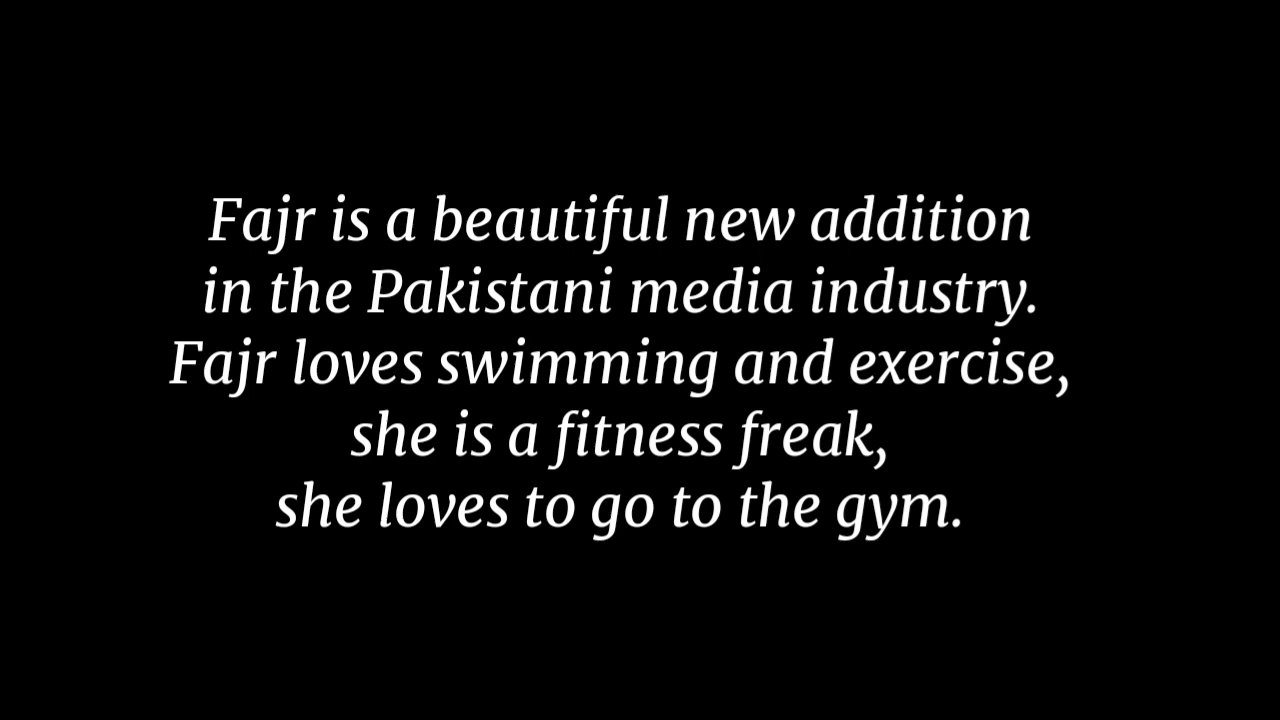 Fajr is a beautiful new addition
in the Pakistani media industry.
Fajr loves swimming and exercise,
she is a fitness freak,
she loves to go to the gym.